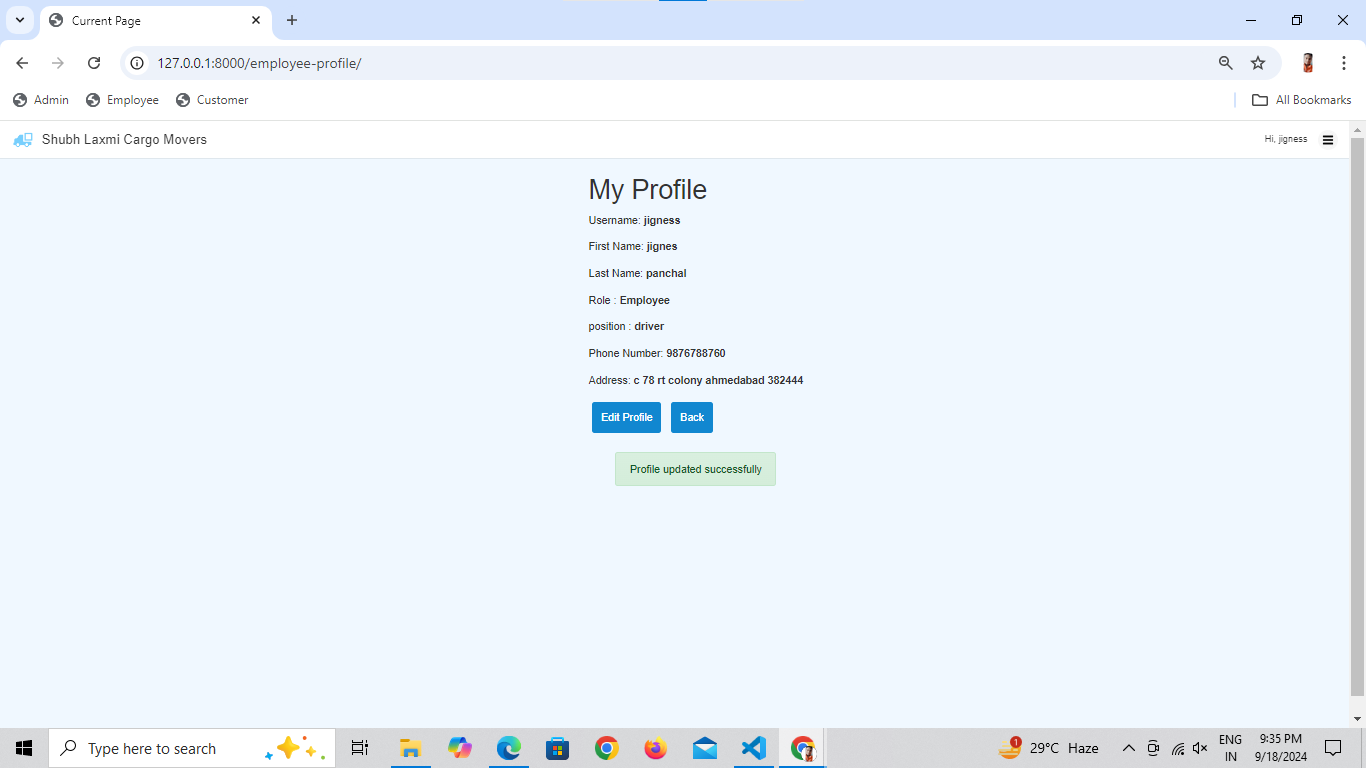 Current Page
127.0.0.1:8000/employee-profile/
Admin Employee Customer All Bookmarks
Shubh Laxmi Cargo Movers Hi, jigness
My Profile
Username: jigness
First Name: jignes
Last Name: panchal
Role : Employee
position : driver
Phone Number: 9876788760
Address: c 78 rt colony ahmedabad 382444
Edit Profile Back
Profile updated successfully
Type here to search 1 29°C Haze ENG 9:35 PM
IN 9/18/2024